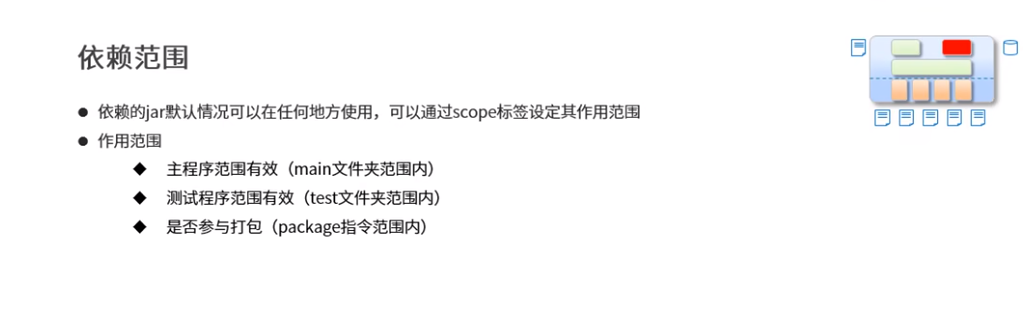 依赖范围
● 依赖的jar默认情况可以在任何地方使用，可以通过scope标签设定其作用范围
● 作用范围
◆ 主程序范围有效（main文件夹范围内）
◆ 测试程序范围有效（test文件夹范围内）
◆ 是否参与打包（package指令范围内）